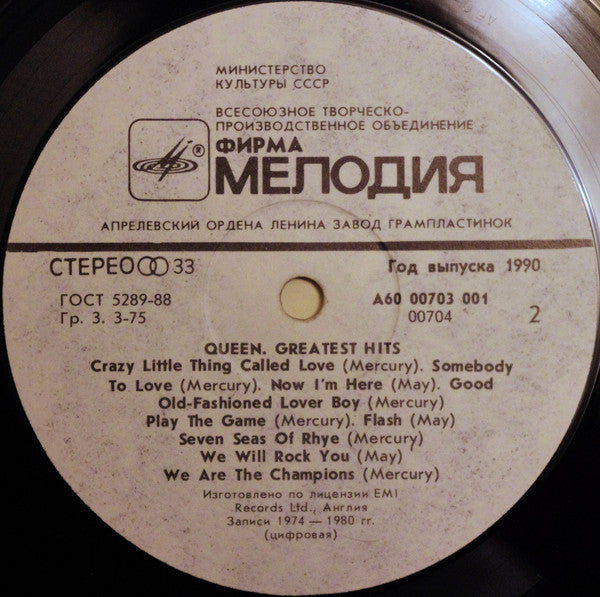 МИНИСТЕРСТВО
КУЛЬТУРЫ СССР
ВСЕСОЮЗНОЕ ТВОРЧЕСКО-
ПРОИЗВОДСТВЕННОЕ ОБЪЕДИНЕНИЕ
®
ФИРМА
МЕЛОДИЯ
АПРЕЛЕВСКИЙ ОРДЕНА ЛЕНИНА ЗАВОД ГРАМПЛАСТИНОК
СТЕРЕО 33
Год выпуска 1990
ГОСТ 5289-88
А60 00703 001
Гр. 3. 3-75
00704
2
QUEEN. GREATEST HITS
Crazy Little Thing Called Love (Mercury). Somebody
To Love (Mercury). Now I'm Here (May). Good
Old-Fashioned Lover Boy (Mercury)
Play The Game (Mercury). Flash (May)
Seven Seas Of Rhye (Mercury)
We Will Rock You (May)
We Are The Champions (Mercury)
Изготовлено по лицензии EMI
Records Ltd., Англия
Записи 1974 — 1980 гг.
(цифровая)